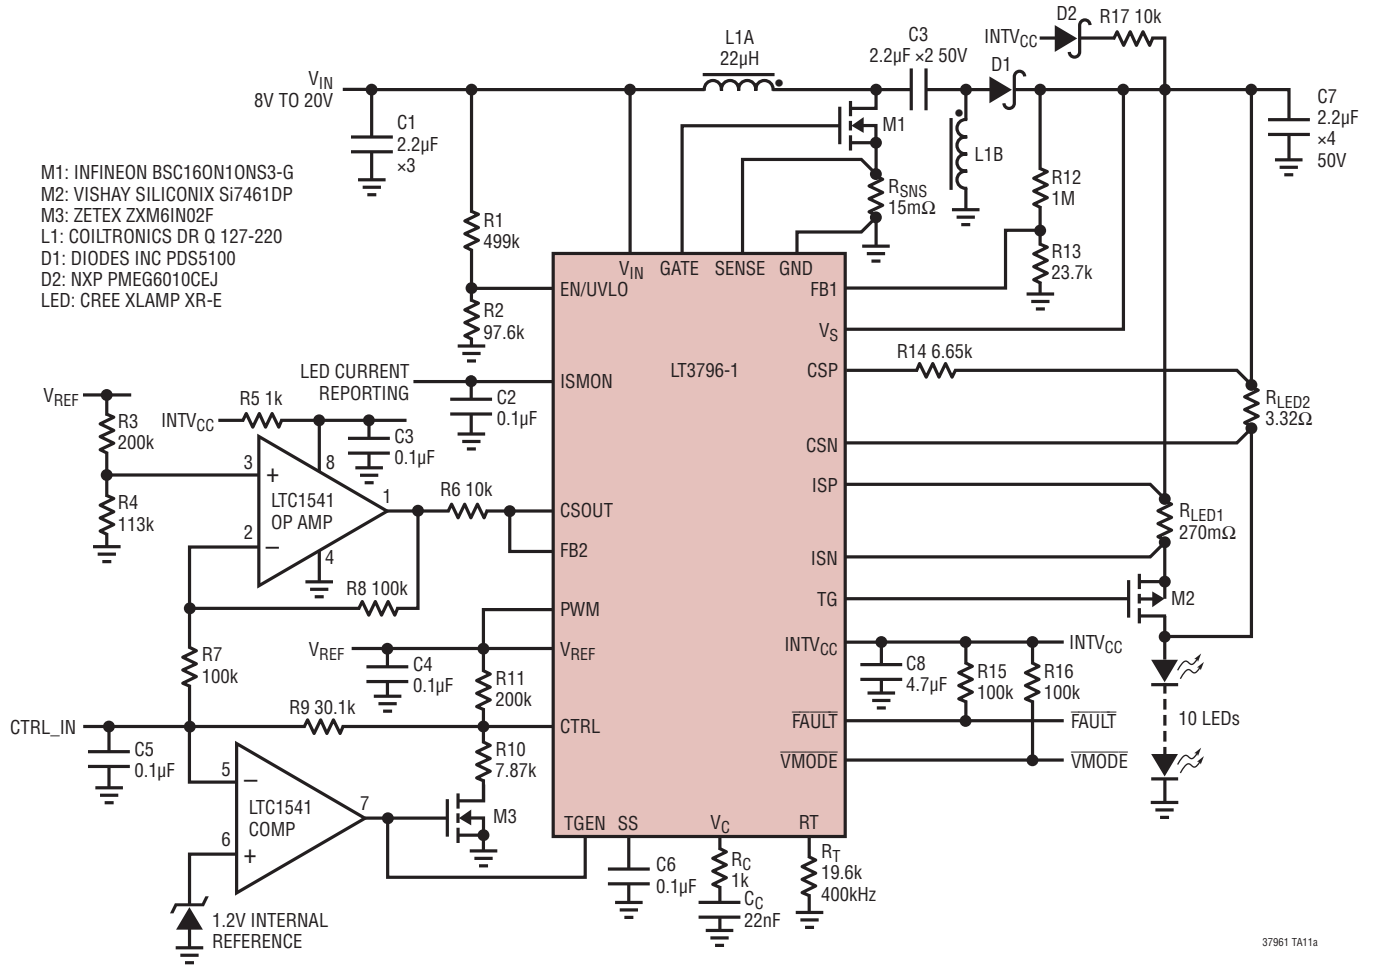 D2
R17 10k
INTVCC
L1A
22µH
C3
2.2µF ×2 50V
D1
VIN
8V TO 20V
C1
2.2µF
×3
M1
L1B
C7
2.2µF
×4
50V
M1: INFINEON BSC16ON1ONS3-G
M2: VISHAY SILICONIX Si7461DP
M3: ZETEX ZXM6IN02F
L1: COILTRONICS DR Q 127-220
D1: DIODES INC PDS5100
D2: NXP PMEG6010CEJ
LED: CREE XLAMP XR-E
R1
499k
R2
97.6k
RSNS
15mΩ
R12
1M
R13
23.7k
VIN GATE SENSE GND
EN/UVLO
FB1
VS
LT3796-1
CSP
R14 6.65k
RLED2
3.32Ω
CSN
LED CURRENT
REPORTING
ISMON
C2
0.1µF
VREF
R3
200k
R4
113k
INTVCC
R5 1k
C3
0.1µF
3
+
8
LTC1541
OP AMP
1
2
–
4
R6 10k
CSOUT
FB2
R8 100k
ISP
RLED1
270mΩ
ISN
TG
M2
PWM
VREF
VREF
C4
0.1µF
R7
100k
R11
200k
INTVCC
INTVCC
C8
4.7µF
R15
100k
R16
100k
CTRL_IN
R9 30.1k
CTRL
FAULT
FAULT
10 LEDs
C5
0.1µF
R10
7.87k
VMODE
VMODE
5
–
LTC1541
COMP
7
6
+
M3
TGEN SS VC RT
1.2V INTERNAL
REFERENCE
C6
0.1µF
RC
1k
CC
22nF
RT
19.6k
400kHz
37961 TA11a